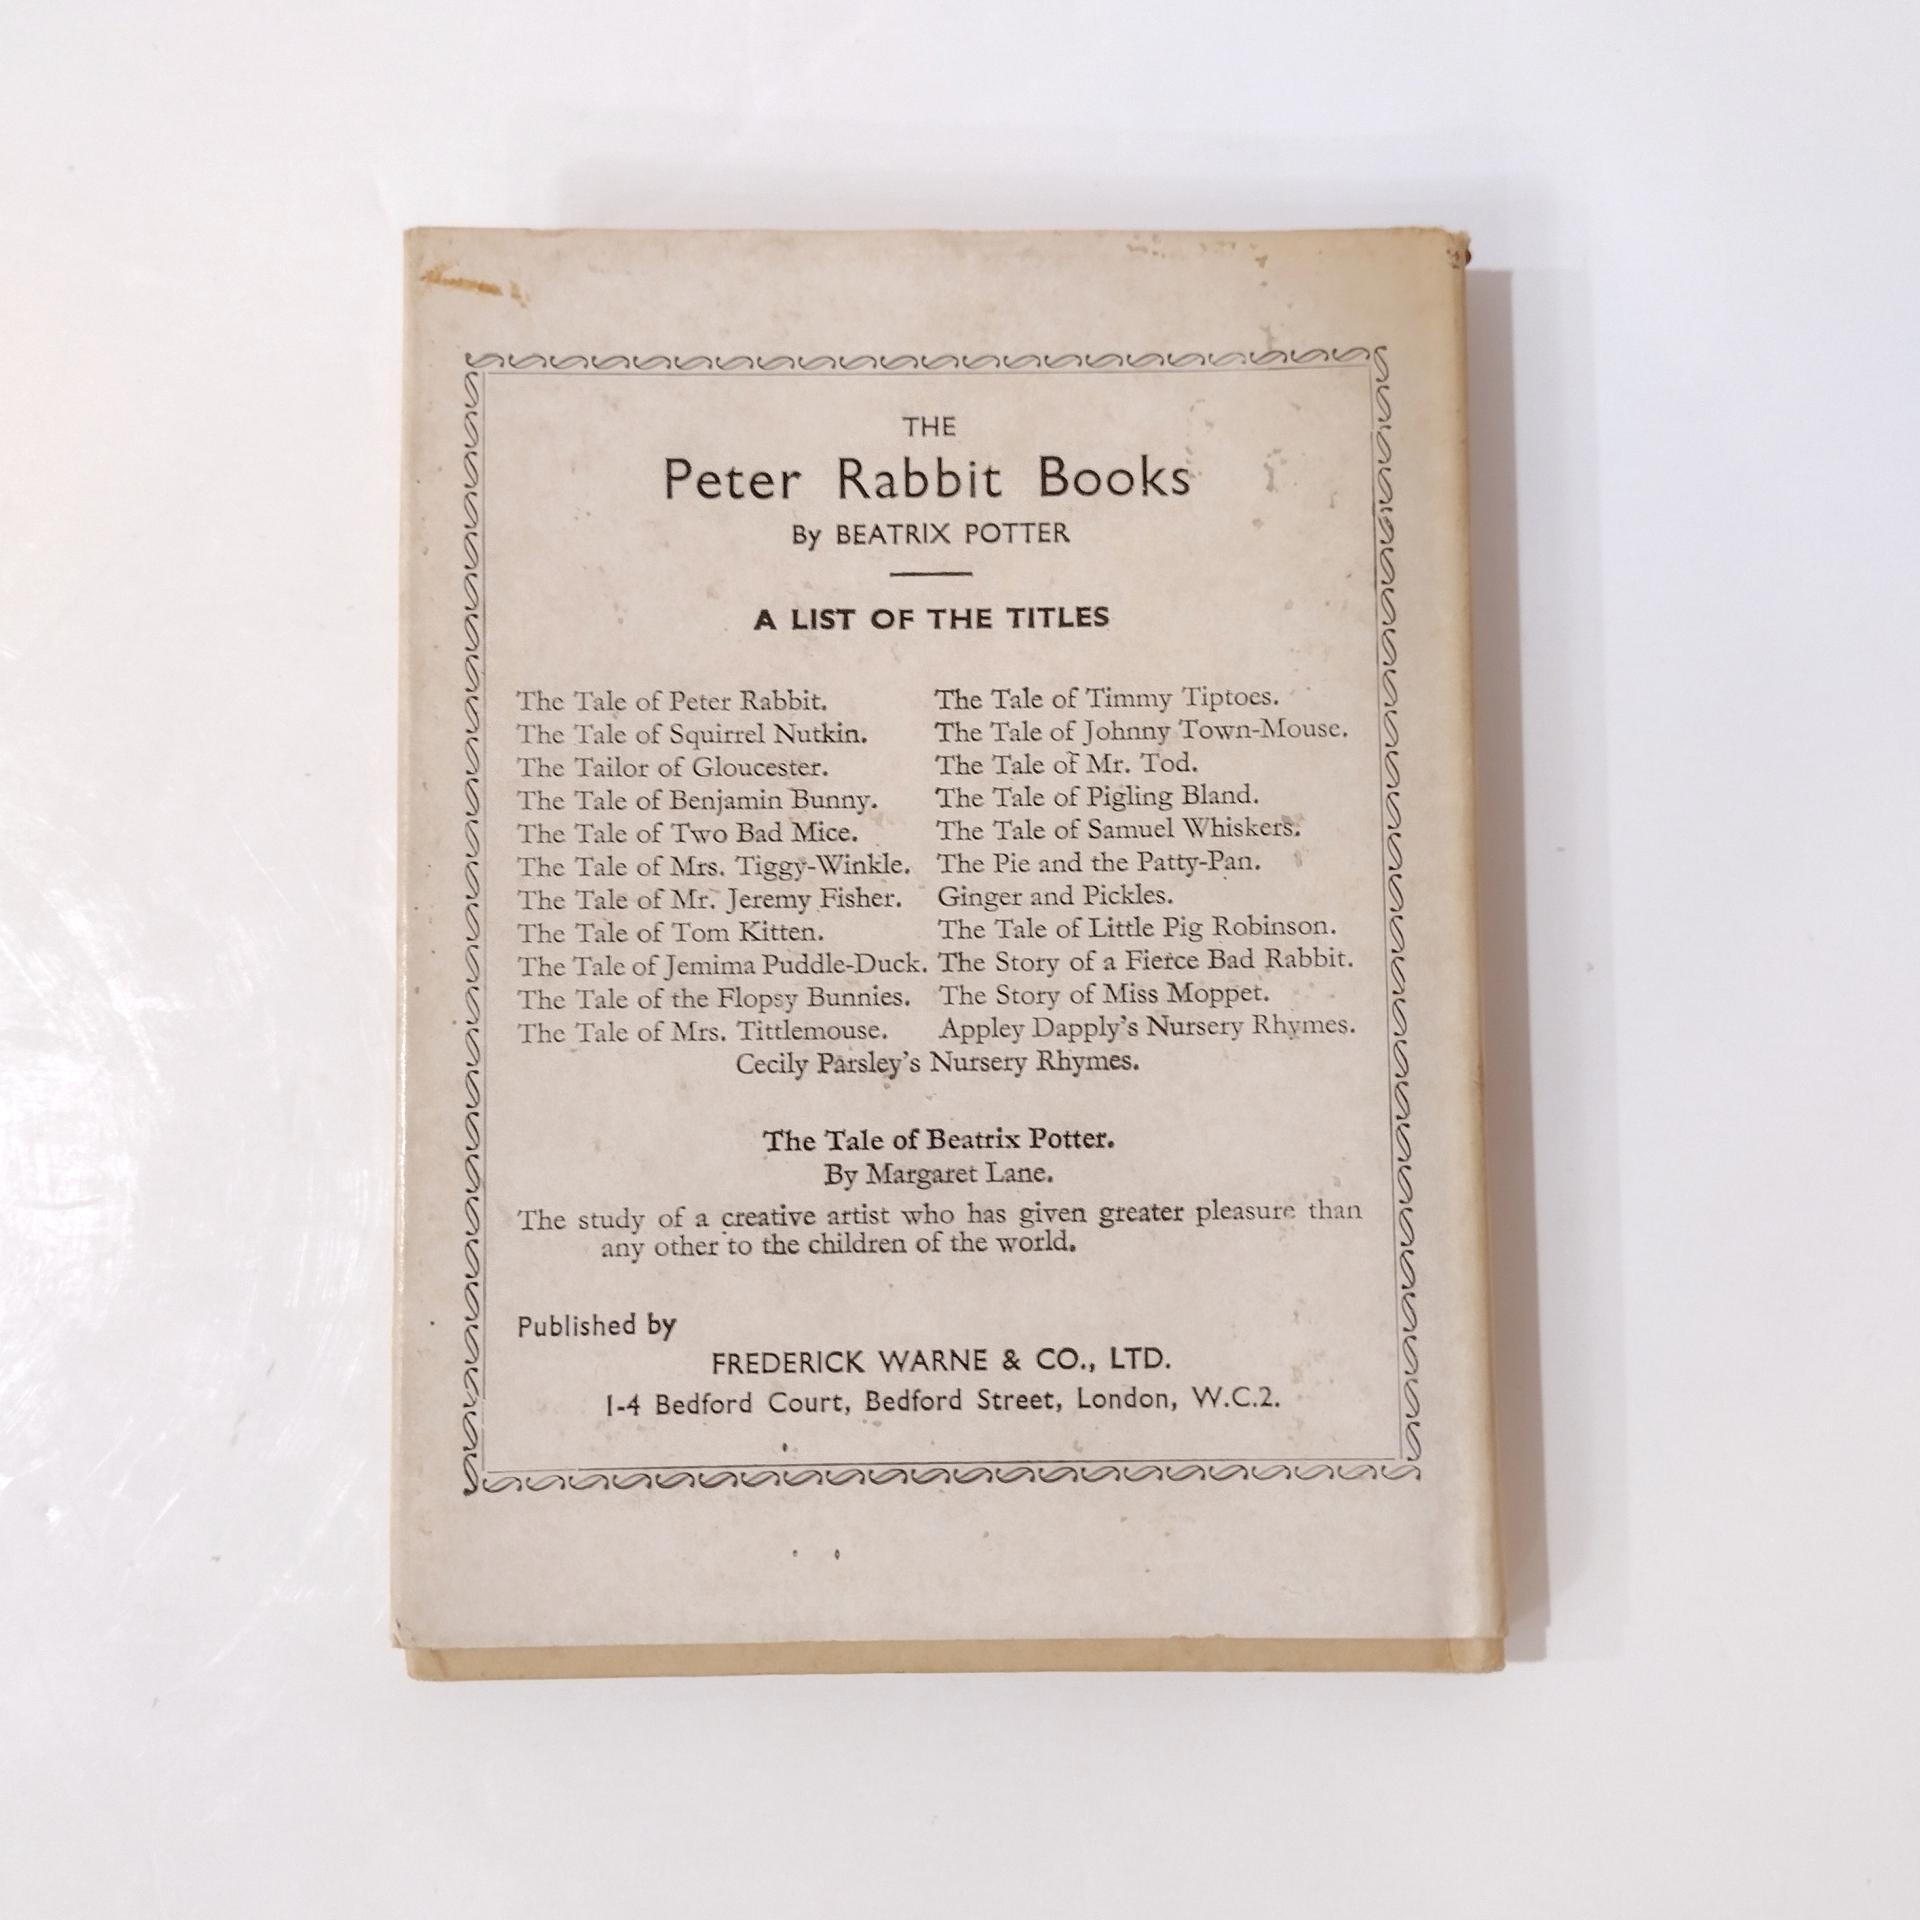 THE
Peter Rabbit Books
By BEATRIX POTTER
A LIST OF THE TITLES
The Tale of Peter Rabbit.
The Tale of Squirrel Nutkin.
The Tailor of Gloucester.
The Tale of Benjamin Bunny.
The Tale of Two Bad Mice.
The Tale of Mrs. Tiggy-Winkle.
The Tale of Mr. Jeremy Fisher.
The Tale of Tom Kitten.
The Tale of Jemima Puddle-Duck.
The Tale of the Flopsy Bunnies.
The Tale of Mrs. Tittlemouse.
The Tale of Timmy Tiptoes.
The Tale of Johnny Town-Mouse.
The Tale of Mr. Tod.
The Tale of Pigling Bland.
The Tale of Samuel Whiskers.
The Pie and the Patty-Pan.
Ginger and Pickles.
The Tale of Little Pig Robinson.
The Story of a Fierce Bad Rabbit.
The Story of Miss Moppet.
Appley Dapply's Nursery Rhymes.
Cecily Parsley's Nursery Rhymes.
The Tale of Beatrix Potter.
By Margaret Lane.
The study of a creative artist who has given greater pleasure than
any other to the children of the world.
Published by
FREDERICK WARNE & CO., LTD.
1-4 Bedford Court, Bedford Street, London, W.C.2.